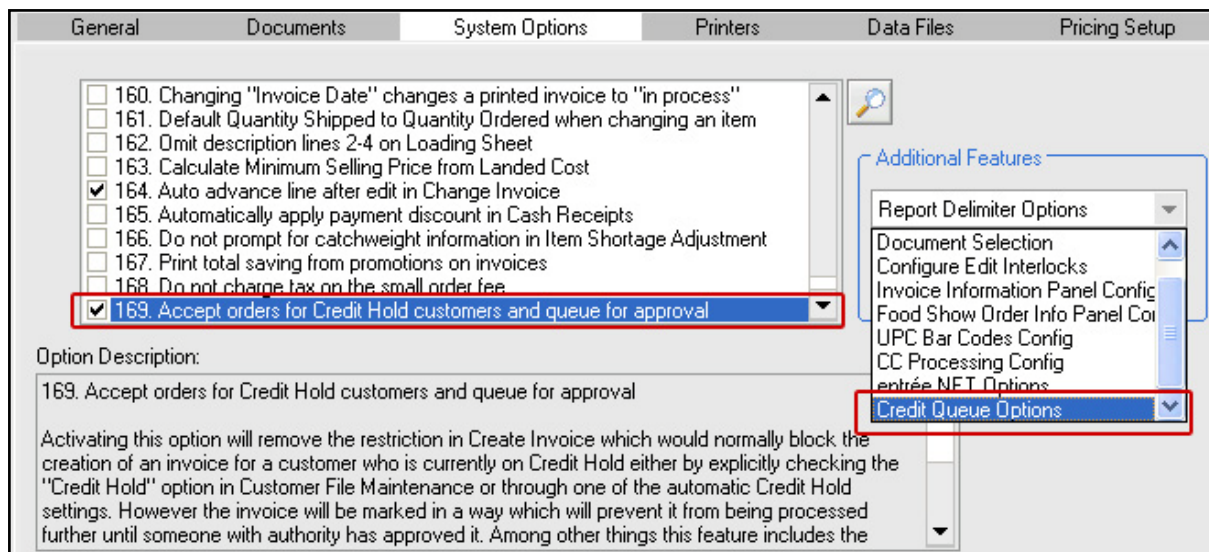 General Documents System Options Printers Data Files Pricing Setup
160. Changing "Invoice Date" changes a printed invoice to "in process"
161. Default Quantity Shipped to Quantity Ordered when changing an item
162. Omit description lines 2-4 on Loading Sheet
163. Calculate Minimum Selling Price from Landed Cost
164. Auto advance line after edit in Change Invoice
165. Automatically apply payment discount in Cash Receipts
166. Do not prompt for catchweight information in Item Shortage Adjustment
167. Print total saving from promotions on invoices
168. Do not charge tax on the small order fee
169. Accept orders for Credit Hold customers and queue for approval
Additional Features
Report Delimiter Options
Document Selection
Configure Edit Interlocks
Invoice Information Panel Config
Food Show Order Info Panel Co
UPC Bar Codes Config
CC Processing Config
entrée.NET Options
Credit Queue Options
Option Description:
169. Accept orders for Credit Hold customers and queue for approval
Activating this option will remove the restriction in Create Invoice which would normally block the
creation of an invoice for a customer who is currently on Credit Hold either by explicitly checking the
"Credit Hold" option in Customer File Maintenance or through one of the automatic Credit Hold
settings. However the invoice will be marked in a way which will prevent it from being processed
further until someone with authority has approved it. Among other things this feature includes the